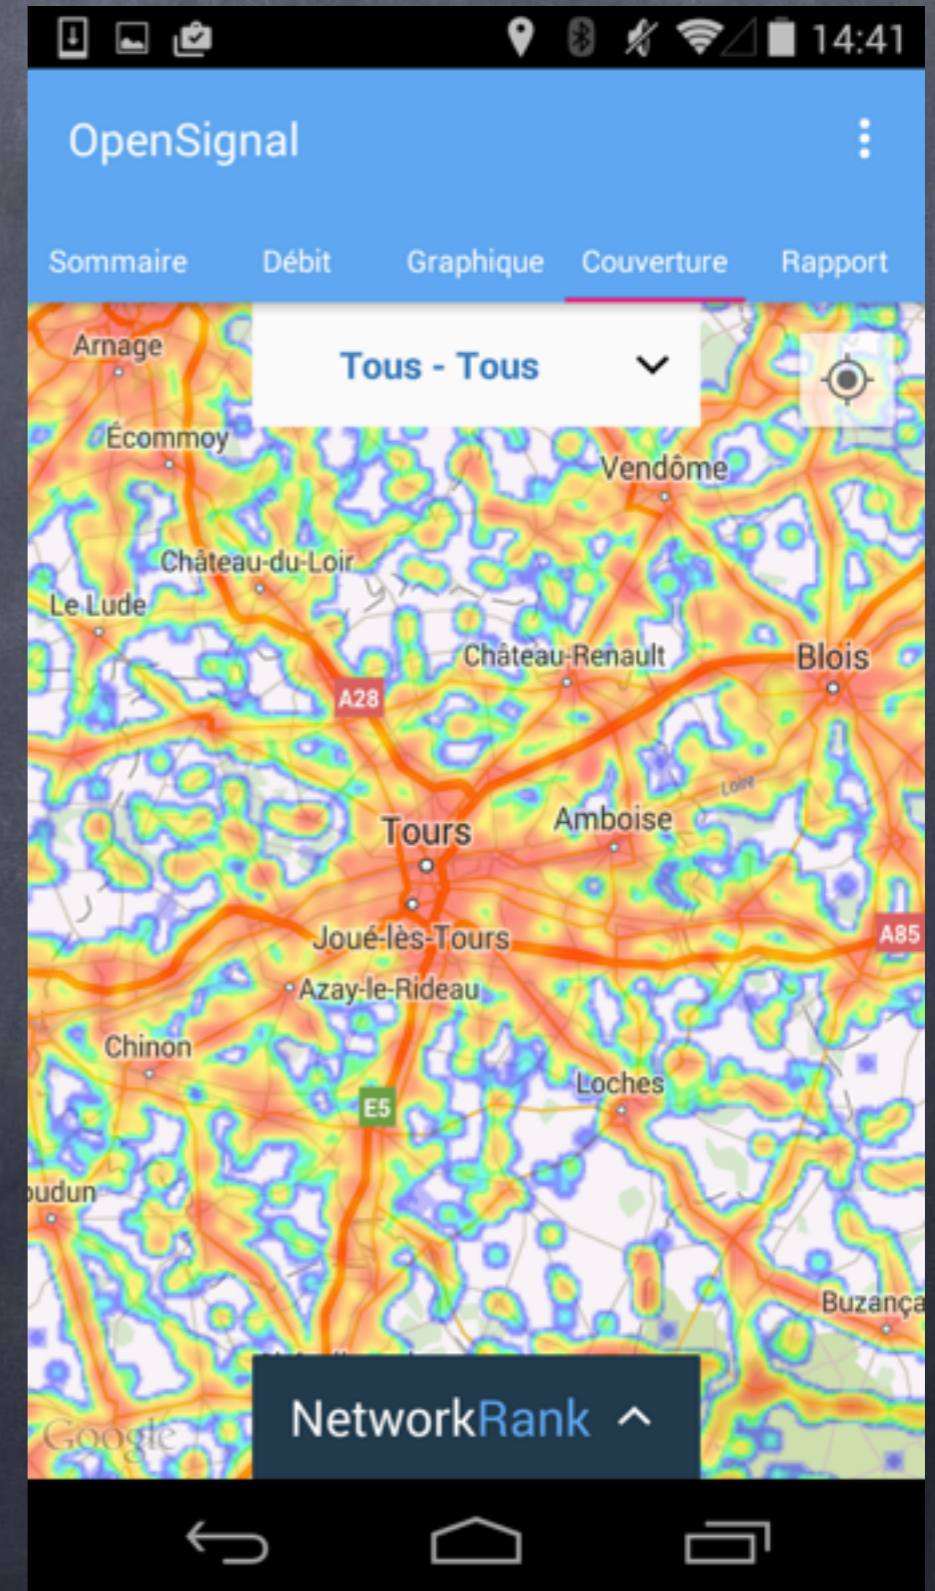 14:41
OpenSignal
Sommaire Débit Graphique Couverture Rapport
Tous - Tous
Arnage
Écommoy
Vendôme
Château-du-Loir
Le Lude
Château-Renault
Blois
A28
Loire
Tours
Amboise
Joué-lès-Tours
A85
Azay-le-Rideau
Chinon
Loches
E5
oudun
Buzança
NetworkRank
Google